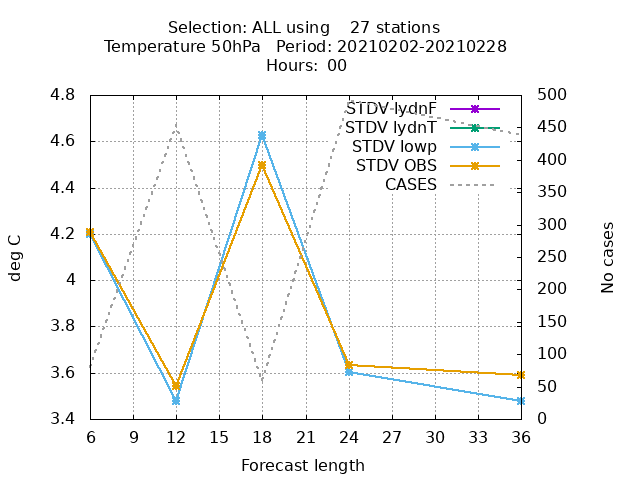 Selection: ALL using    27 stations
Temperature 50hPa   Period: 20210202-20210228
Hours: 00
4.8
4.6
4.4
4.2
4
3.8
3.6
3.4
deg C
500
450
400
350
300
250
200
150
100
50
0
No cases
STDV lydnF
STDV lydnT
STDV lowp
STDV OBS
CASES
6 9 12 15 18 21 24 27 30 33 36
Forecast length